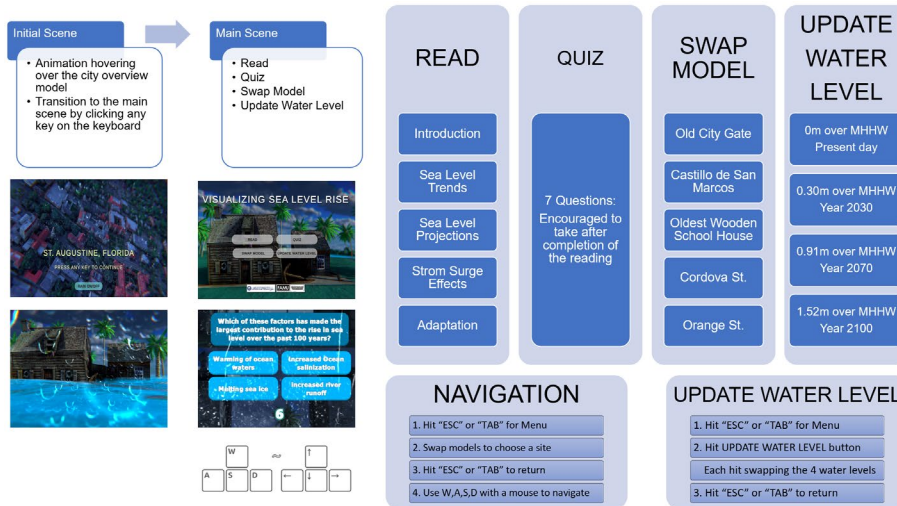 Initial Scene
• Animation hovering
over the city overview
model
• Transition to the main
scene by clicking any
key on the keyboard
Main Scene
• Read
• Quiz
• Swap Model
• Update Water Level
ST. AUGUSTINE, FLORIDA
PRESS ANY KEY TO CONTINUE
VISUALIZING SEA LEVEL RISE
READ
QUIZ
SWAP MODEL
UPDATE WATER LEVEL
Which of these factors has made the
largest contribution to the rise in sea
level over the past 100 years?
Warming of ocean
waters
Increased Ocean
salinization
Melting sea ice
Increased river
runoff
6
W
A S D
↑
← ↓ →
READ
Introduction
Sea Level
Trends
Sea Level
Projections
Strom Surge
Effects
Adaptation
QUIZ
7 Questions:
Encouraged to
take after
completion of
the reading
SWAP
MODEL
Old City Gate
Castillo de San
Marcos
Oldest Wooden
School House
Cordova St.
Orange St.
UPDATE
WATER
LEVEL
0m over MHHW
Present day
0.30m over MHHW
Year 2030
0.91m over MHHW
Year 2070
1.52m over MHHW
Year 2100
NAVIGATION
1. Hit “ESC” or “TAB” for Menu
2. Swap models to choose a site
3. Hit “ESC” or “TAB” to return
4. Use W,A,S,D with a mouse to navigate
UPDATE WATER LEVEL
1. Hit “ESC” or “TAB” for Menu
2. Hit UPDATE WATER LEVEL button
Each hit swapping the 4 water levels
3. Hit “ESC” or “TAB” to return